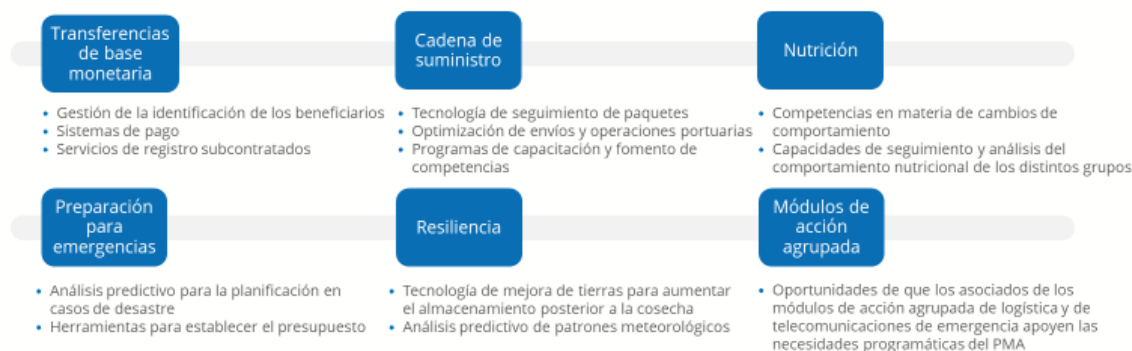 Transferencias
de base
monetaria
• Gestión de la identificación de los beneficiarios
• Sistemas de pago
• Servicios de registro subcontratados
Cadena de
suministro
• Tecnología de seguimiento de paquetes
• Optimización de envíos y operaciones portuarias
• Programas de capacitación y fomento de
competencias
Nutrición
• Competencias en materia de cambios de
comportamiento
• Capacidades de seguimiento y análisis del
comportamiento nutricional de los distintos grupos
Preparación
para
emergencias
• Análisis predictivo para la planificación en
casos de desastre
• Herramientas para establecer el presupuesto
Resiliencia
• Tecnología de mejora de tierras para aumentar
el almacenamiento posterior a la cosecha
• Análisis predictivo de patrones meteorológicos
Módulos de
acción
agrupada
• Oportunidades de que los asociados de los
módulos de acción agrupada de logística y de
telecomunicaciones de emergencia apoyen las
necesidades programáticas del PMA